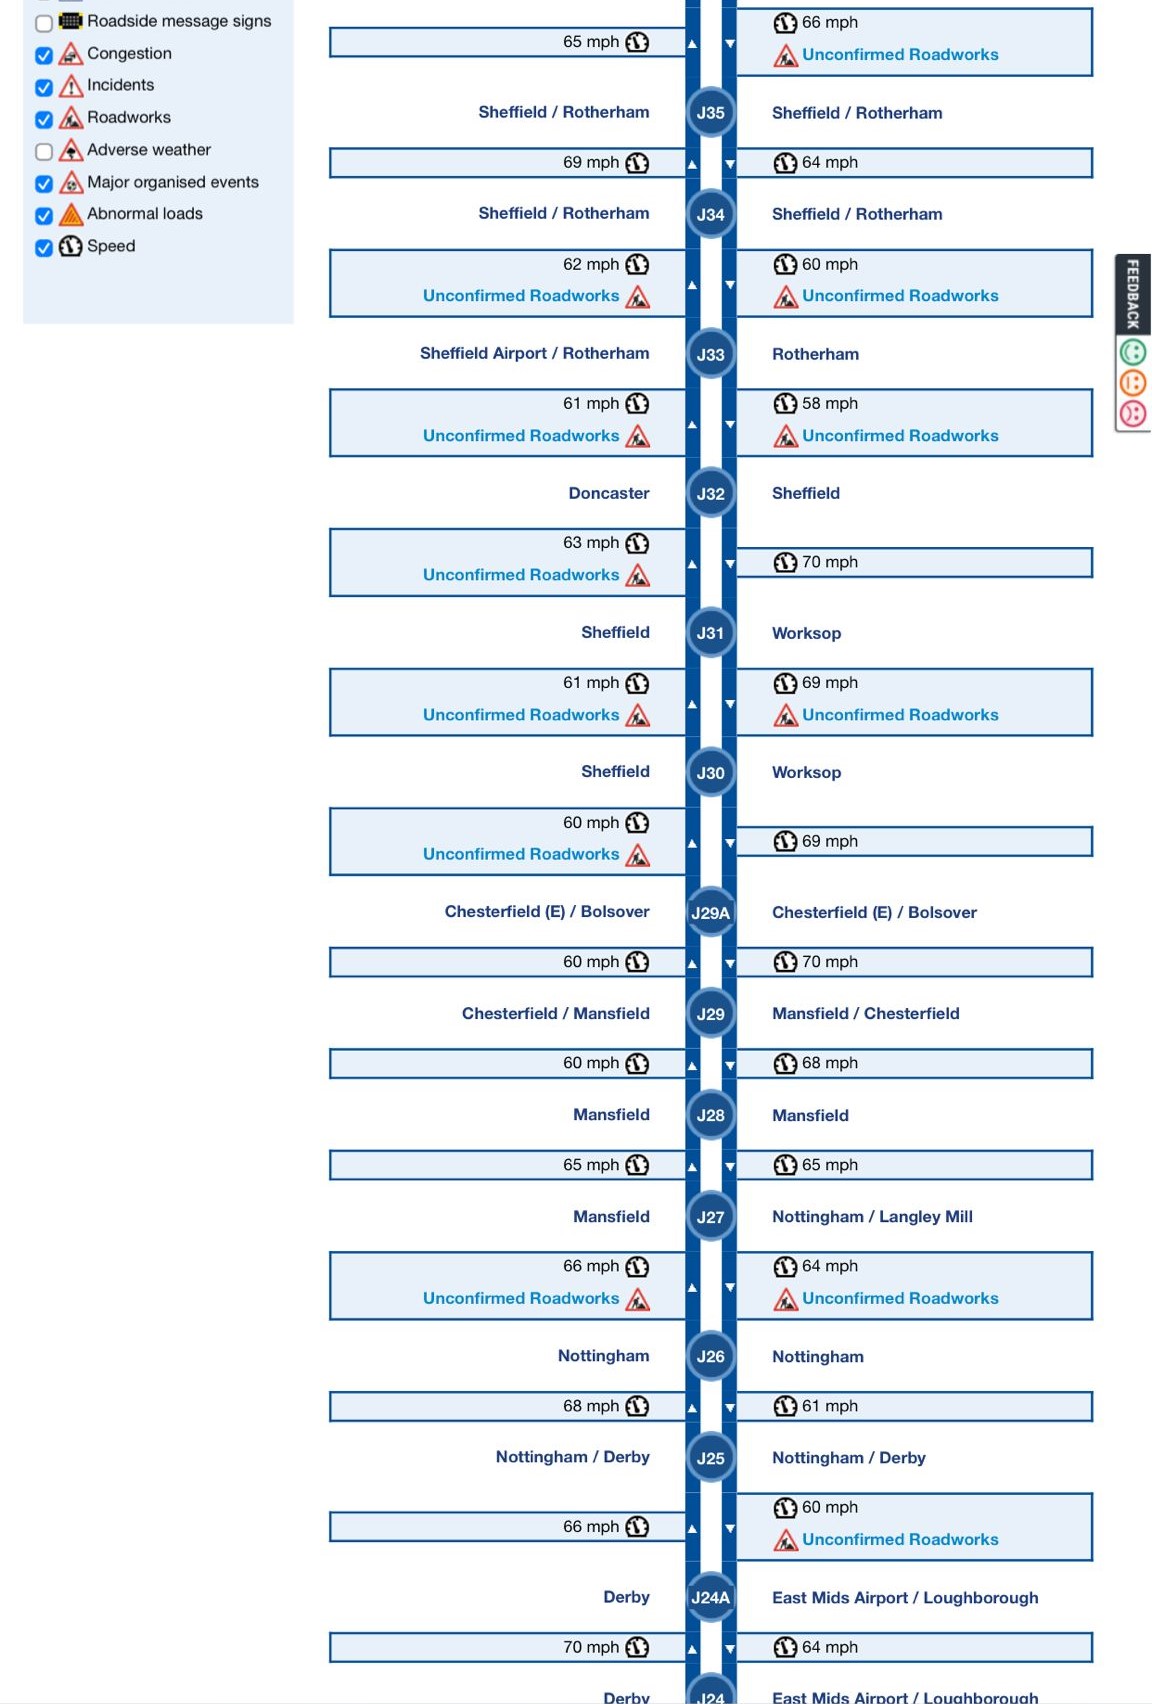 Roadside message signs
Congestion
Incidents
Roadworks
Adverse weather
Major organised events
Abnormal loads
Speed
65 mph
66 mph
Unconfirmed Roadworks
Sheffield / Rotherham J35 Sheffield / Rotherham
69 mph 64 mph
Sheffield / Rotherham J34 Sheffield / Rotherham
62 mph 60 mph
Unconfirmed Roadworks Unconfirmed Roadworks
Sheffield Airport / Rotherham J33 Rotherham
61 mph 58 mph
Unconfirmed Roadworks Unconfirmed Roadworks
Doncaster J32 Sheffield
63 mph
Unconfirmed Roadworks
70 mph
Sheffield J31 Worksop
61 mph 69 mph
Unconfirmed Roadworks Unconfirmed Roadworks
Sheffield J30 Worksop
60 mph
Unconfirmed Roadworks
69 mph
Chesterfield (E) / Bolsover J29A Chesterfield (E) / Bolsover
60 mph 70 mph
Chesterfield / Mansfield J29 Mansfield / Chesterfield
60 mph 68 mph
Mansfield J28 Mansfield
65 mph 65 mph
Mansfield J27 Nottingham / Langley Mill
66 mph 64 mph
Unconfirmed Roadworks Unconfirmed Roadworks
Nottingham J26 Nottingham
68 mph 61 mph
Nottingham / Derby J25 Nottingham / Derby
66 mph
60 mph
Unconfirmed Roadworks
Derby J24A East Mids Airport / Loughborough
70 mph 64 mph
Derby J24 East Mids Airport / Loughborough
FEEDBACK